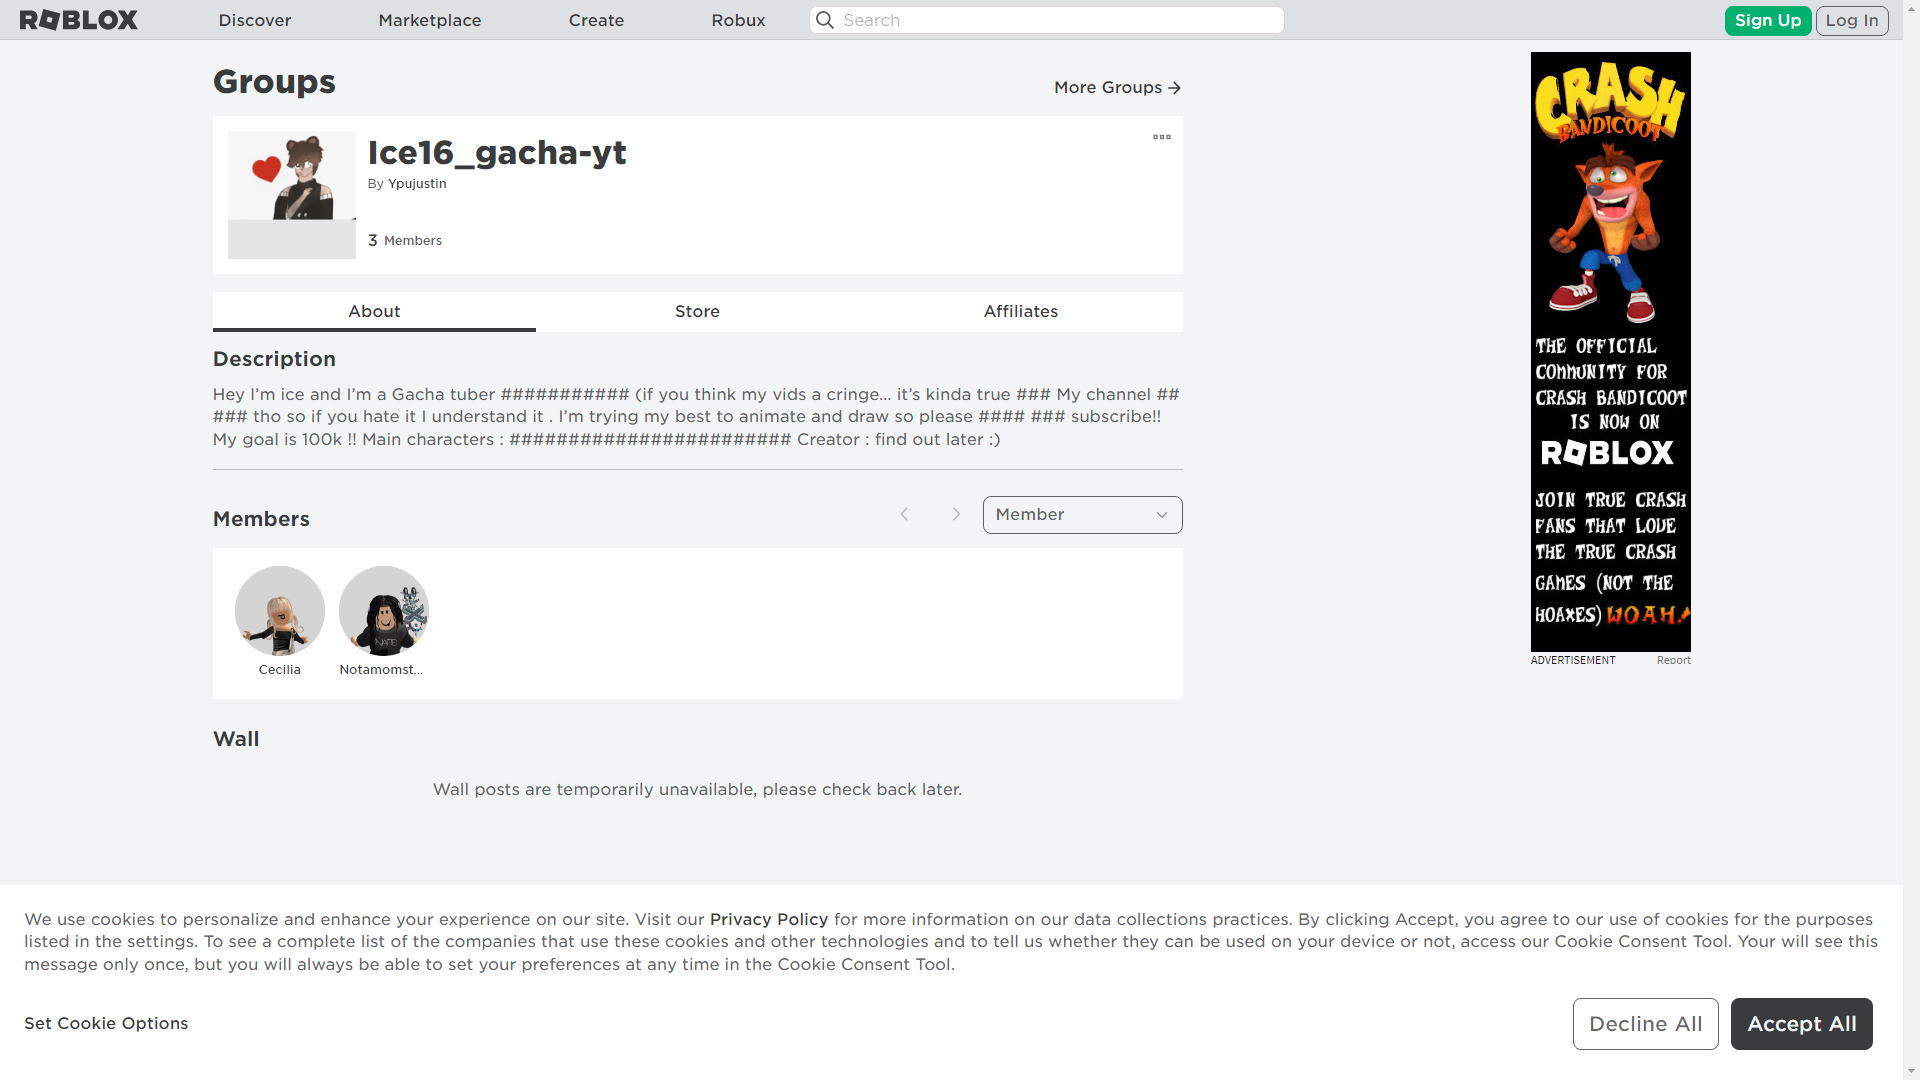 ROBLOX
Discover
Marketplace
Create
Robux
Search
Sign Up
Log In
Groups
More Groups
Ice16_gacha-yt
By Ypujustin
3 Members
About
Store
Affiliates
Description
Hey I’m ice and I’m a Gacha tuber ########### (if you think my vids a cringe... it’s kinda true ### My channel ##
### tho so if you hate it I understand it . I’m trying my best to animate and draw so please #### ### subscribe!!
My goal is 100k !! Main characters : ######################## Creator : find out later :)
Members
Member
Cecilia
Notamomst...
Wall
Wall posts are temporarily unavailable, please check back later.
CRASH
BANDICOOT
THE OFFICIAL
COMMUNITY FOR
CRASH BANDICOOT
IS NOW ON
ROBLOX
JOIN TRUE CRASH
FANS THAT LOVE
THE TRUE CRASH
GAMES (NOT THE
HOAXES) WOAH!
ADVERTISEMENT
Report
We use cookies to personalize and enhance your experience on our site. Visit our Privacy Policy for more information on our data collections practices. By clicking Accept, you agree to our use of cookies for the purposes
listed in the settings. To see a complete list of the companies that use these cookies and other technologies and to tell us whether they can be used on your device or not, access our Cookie Consent Tool. Your will see this
message only once, but you will always be able to set your preferences at any time in the Cookie Consent Tool.
Set Cookie Options
Decline All
Accept All